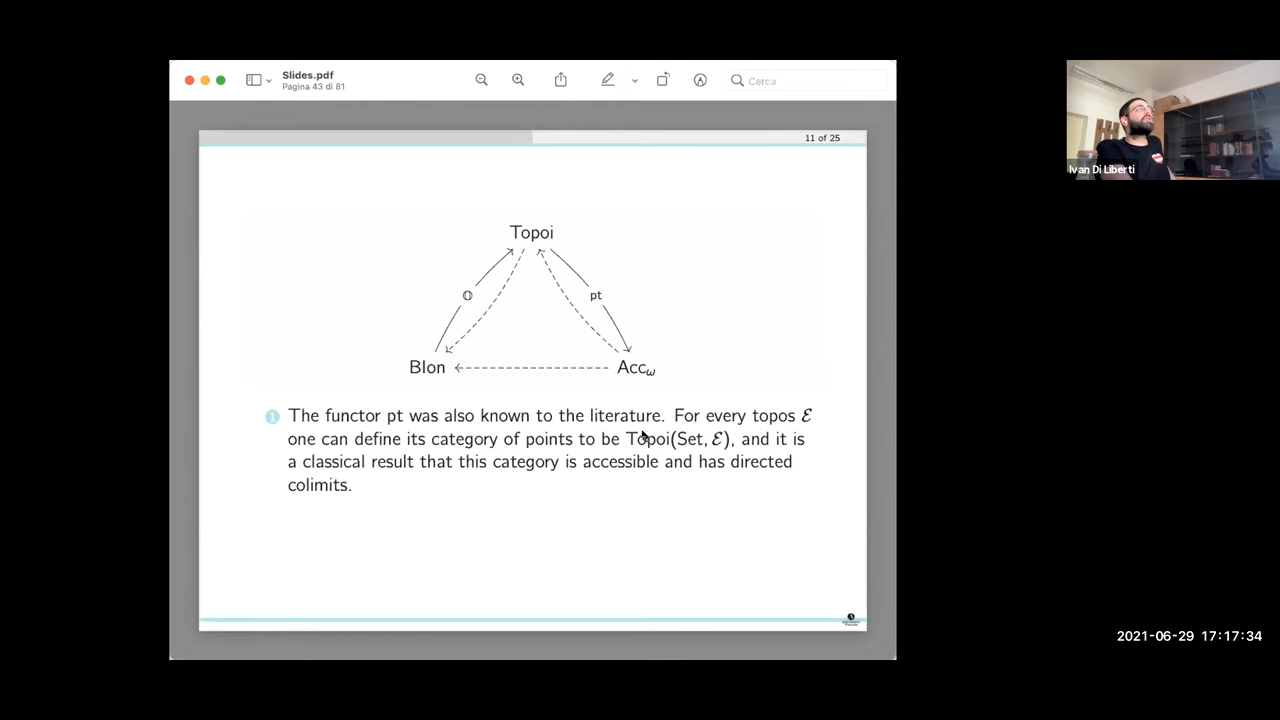 Slides.pdf
Pagina 43 di 81
Cerca
11 of 25
Topoi
𝕆
pt
BIon
Accω
1 The functor pt was also known to the literature. For every topos ℰ
one can define its category of points to be Topoi(Set, ℰ), and it is
a classical result that this category is accessible and has directed
colimits.
Ivan Di Liberti
2021-06-29 17:17:34